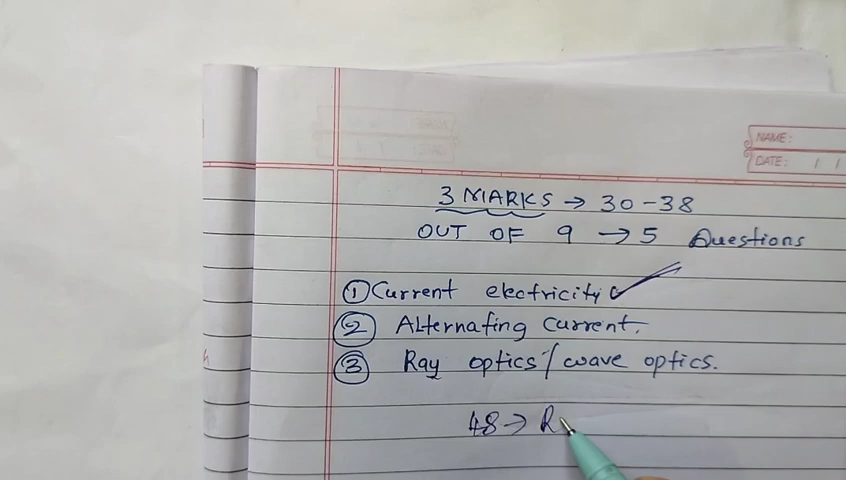 NAME:
DATE: / /
3 MARKS → 30-38
OUT OF 9 → 5 Questions
① Current electricity ✓
② Alternating current.
③ Ray optics / wave optics.
48 → R